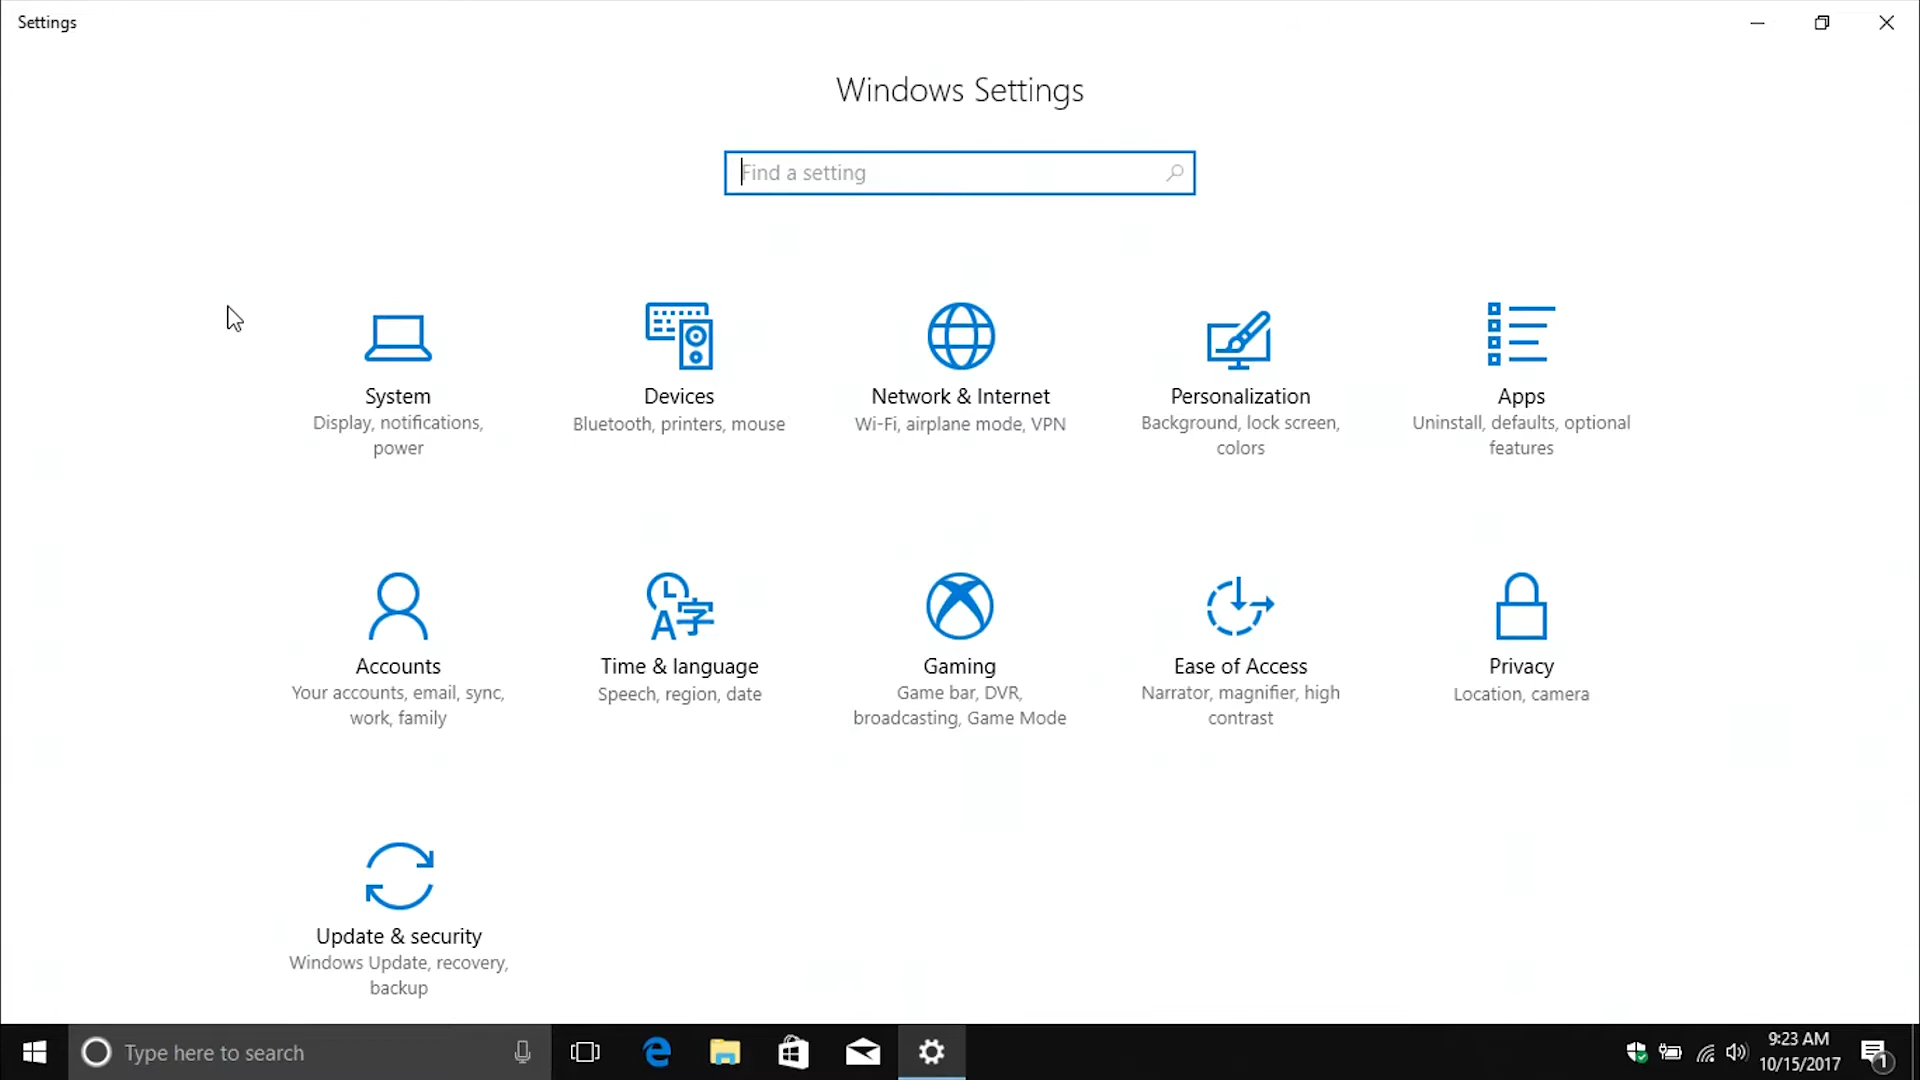 Settings
Windows Settings
Find a setting
System
Display, notifications,
power
Devices
Bluetooth, printers, mouse
Network & Internet
Wi-Fi, airplane mode, VPN
Personalization
Background, lock screen,
colors
Apps
Uninstall, defaults, optional
features
Accounts
Your accounts, email, sync,
work, family
Time & language
Speech, region, date
Gaming
Game bar, DVR,
broadcasting, Game Mode
Ease of Access
Narrator, magnifier, high
contrast
Privacy
Location, camera
Update & security
Windows Update, recovery,
backup
Type here to search
9:23 AM
10/15/2017
1